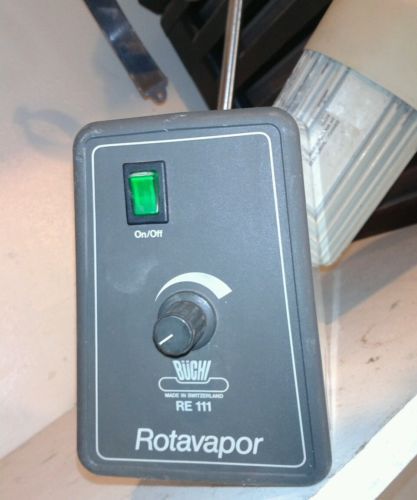 On/Off
BÜCHI
MADE IN SWITZERLAND
RE 111
Rotavapor